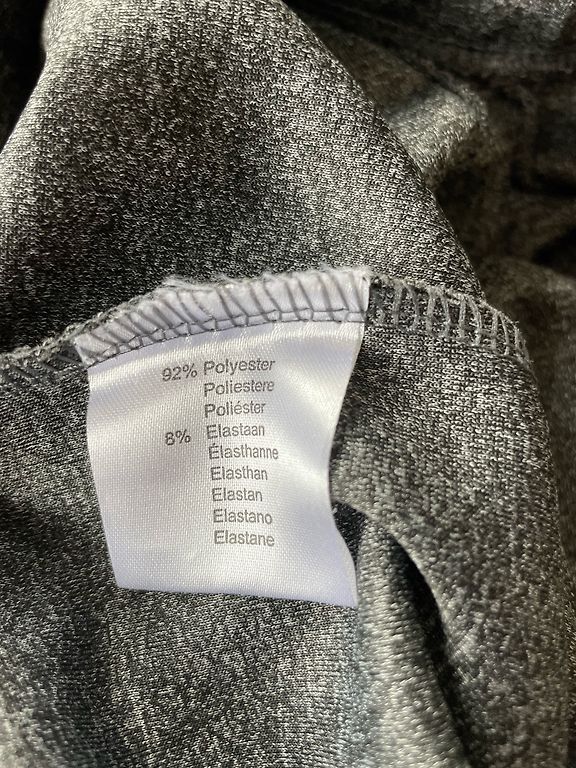 92% Polyester
Poliestere
Poliéster
8% Elastaan
Élasthanne
Elasthan
Elastan
Elastano
Elastane